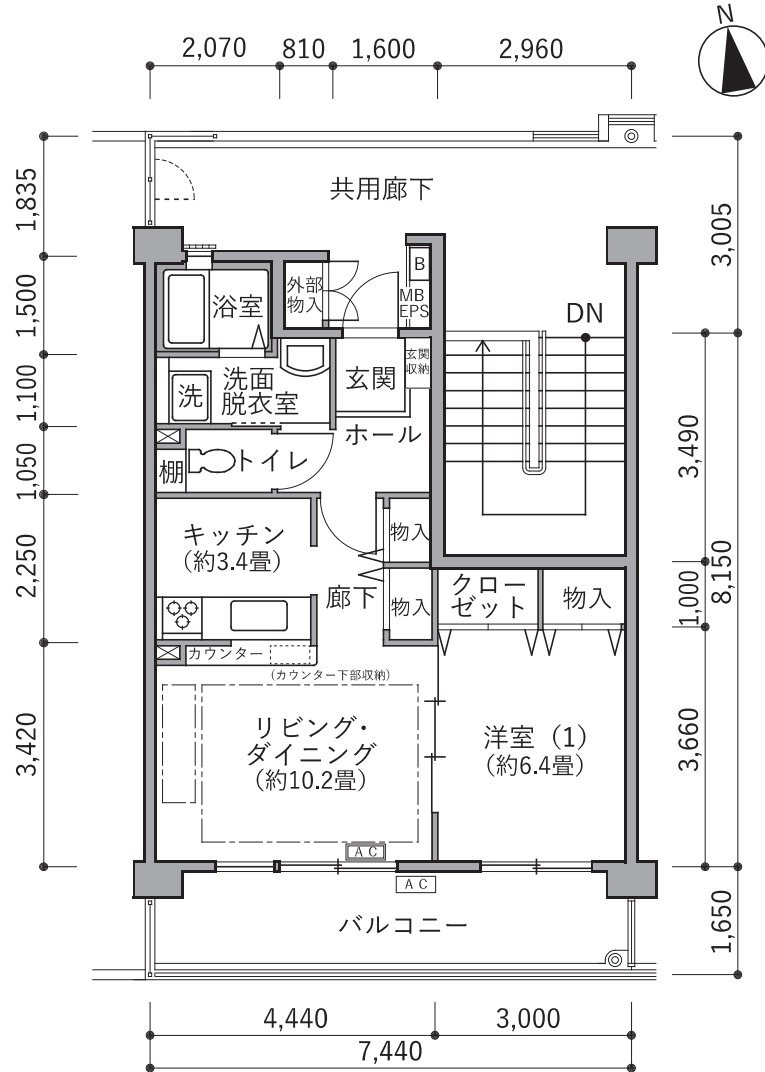 N
2,070
810
1,600
2,960
共用廊下
1,835
3,005
1,500
浴室
外部
物入
B
MB
EPS
DN
1,100
洗
洗面
脱衣室
玄関
玄関
収納
ホール
3,490
1,050
棚
トイレ
2,250
キッチン
(約3.4畳)
物入
廊下
物入
クロー
ゼット
物入
1,000
8,150
カウンター
(カウンター下部収納)
3,420
リビング・
ダイニング
(約10.2畳)
洋室 (1)
(約6.4畳)
3,660
AC
AC
バルコニー
1,650
4,440
3,000
7,440